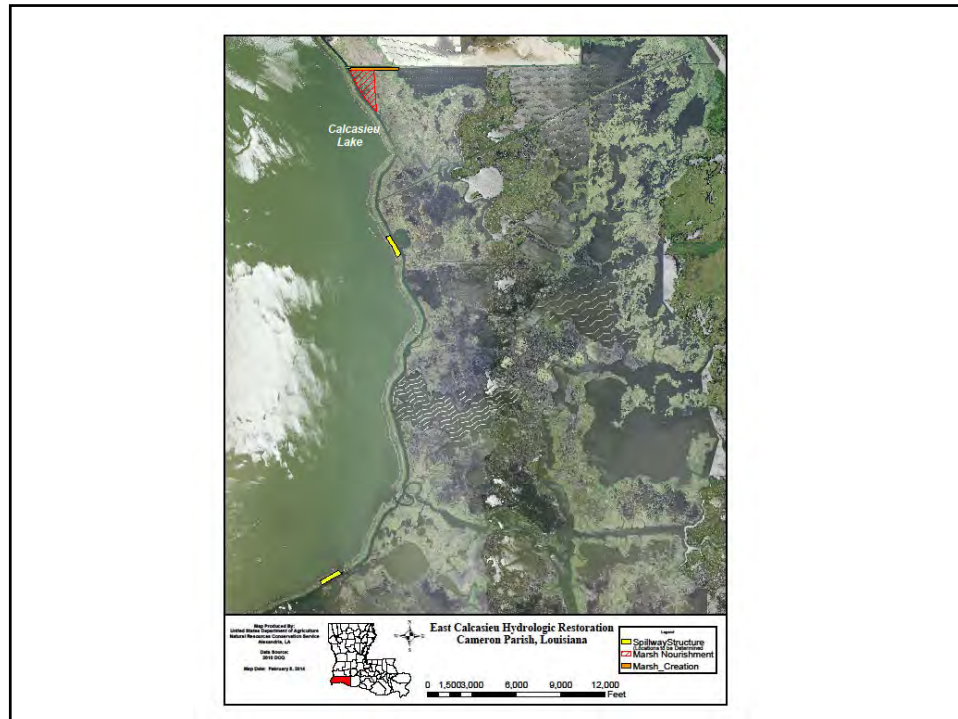 Calcasieu
Lake
Map Produced By:
United States Department of Agriculture
Natural Resources Conservation Service
Alexandria, LA
Data Source:
2010 DOQ
Map Date: February 6, 2014
N
East Calcasieu Hydrologic Restoration
Cameron Parish, Louisiana
0 1,5003,000 6,000 9,000 12,000
Feet
Legend
SpillwayStructure
(Locations to be Determined
Marsh Nourishment
Marsh_Creation